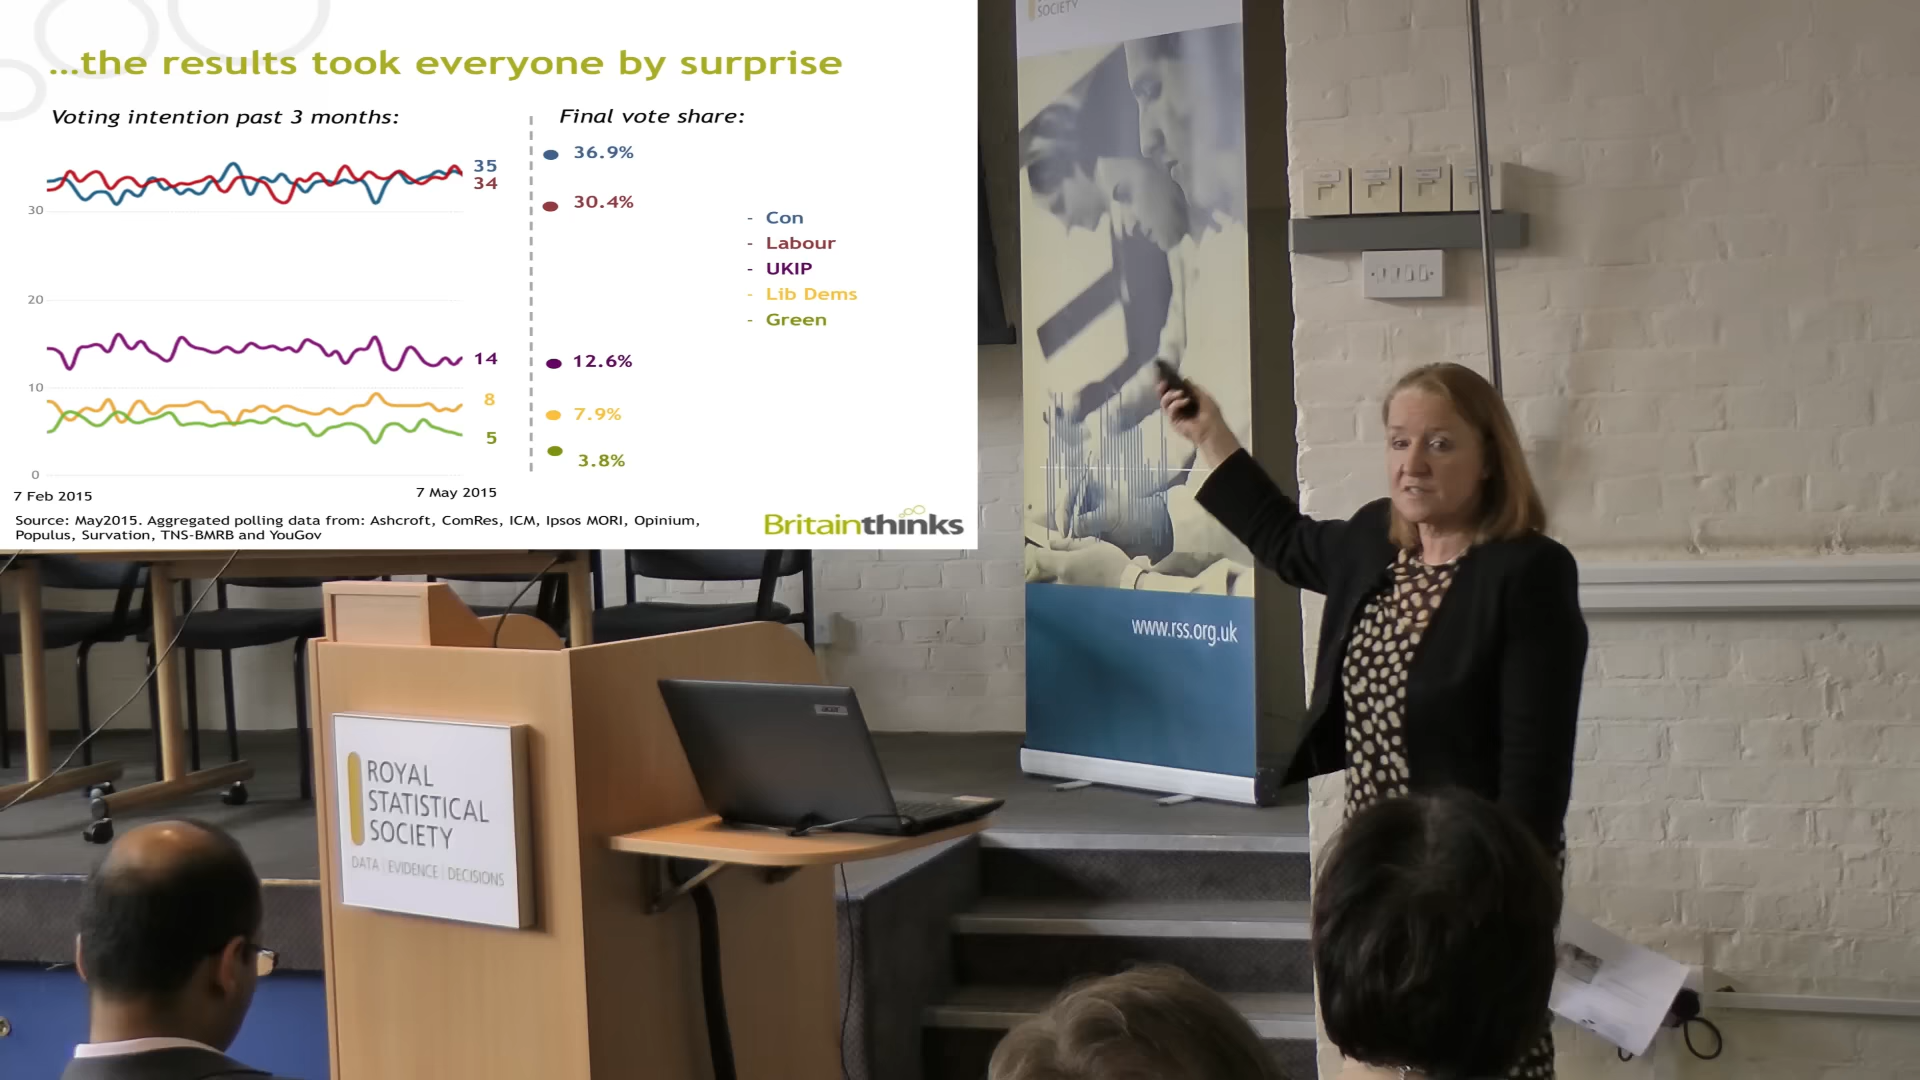 ...the results took everyone by surprise
Voting intention past 3 months:
Final vote share:
35
34
30
20
14
10
8
5
0
7 Feb 2015
7 May 2015
36.9%
30.4%
12.6%
7.9%
3.8%
- Con
- Labour
- UKIP
- Lib Dems
- Green
Source: May2015. Aggregated polling data from: Ashcroft, ComRes, ICM, Ipsos MORI, Opinium,
Populus, Survation, TNS-BMRB and YouGov
Britainthinks
SOCIETY
www.rss.org.uk
acer
ROYAL
STATISTICAL
SOCIETY
DATA | EVIDENCE | DECISIONS